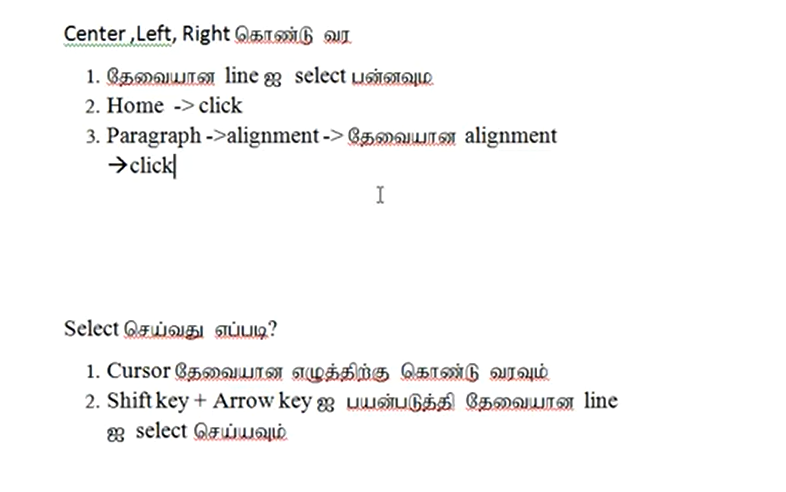 Center ,Left, Right கொண்டு வர
1. தேவையான line ஐ select பன்னவும
2. Home -> click
3. Paragraph ->alignment -> தேவையான alignment
→click
Select செய்வது எப்படி?
1. Cursor தேவையான எழுத்திற்கு கொண்டு வரவும்
2. Shift key + Arrow key ஐ பயன்படுத்தி தேவையான line
ஐ select செய்யவும்